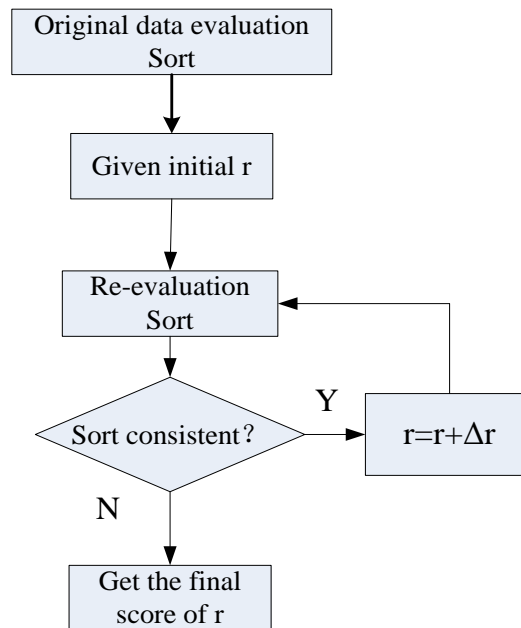 Original data evaluation
Sort
Given initial r
Re-evaluation
Sort
Sort consistent？
Y
r=r+Δr
N
Get the final
score of r